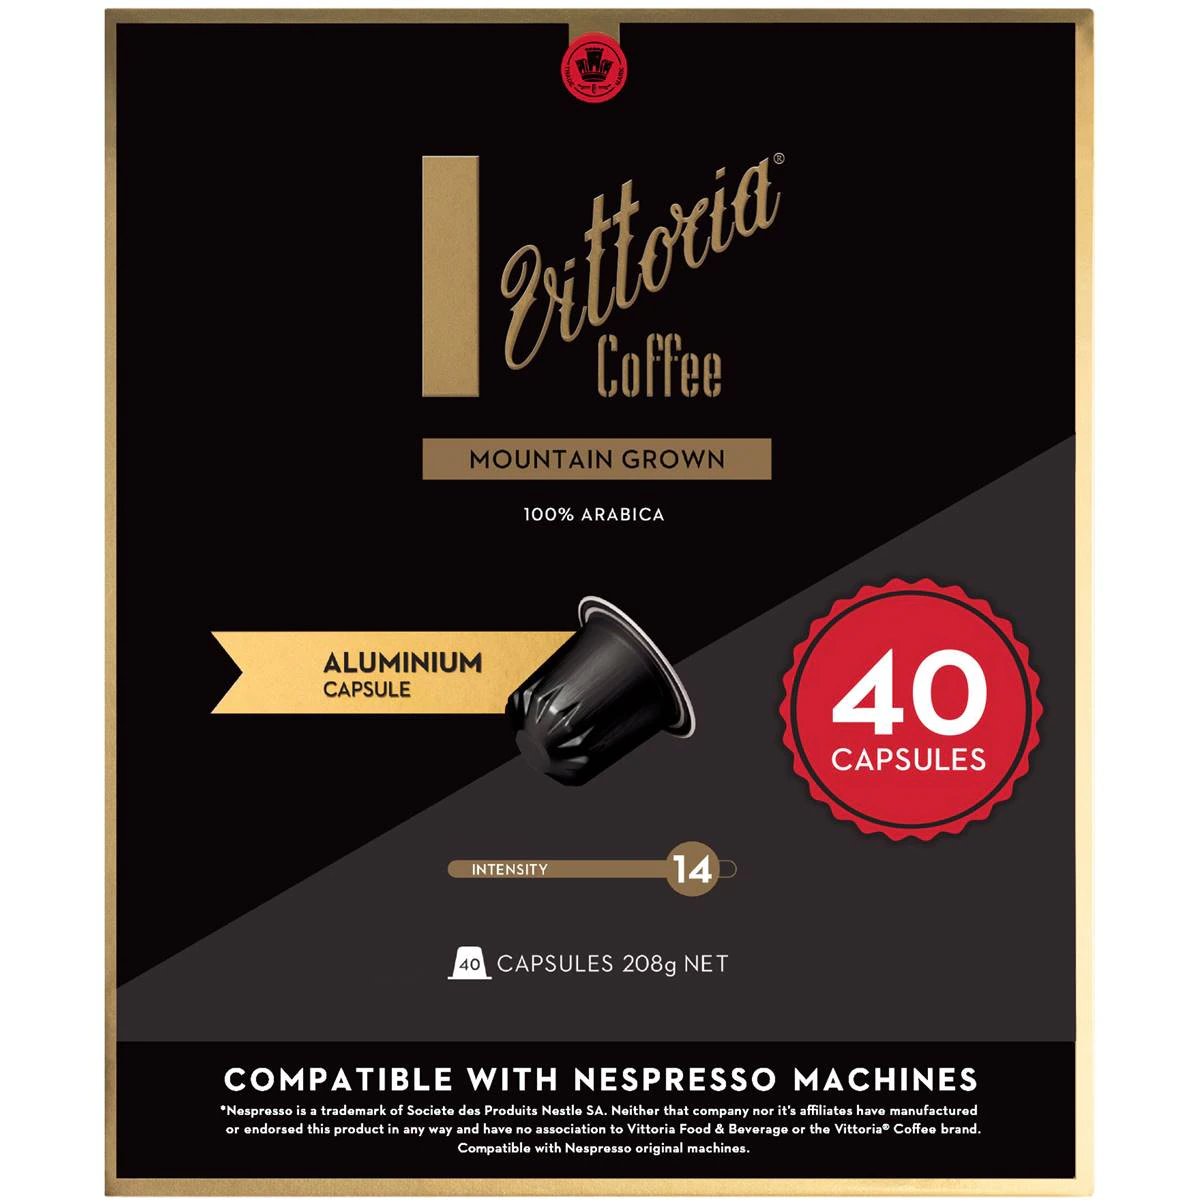 TRADE MARK
Vittoria®
Coffee
MOUNTAIN GROWN
100% ARABICA
ALUMINIUM
CAPSULE
40
CAPSULES
INTENSITY 14
40 CAPSULES 208g NET
COMPATIBLE WITH NESPRESSO MACHINES
*Nespresso is a trademark of Societe des Produits Nestle SA. Neither that company nor it's affiliates have manufactured
or endorsed this product in any way and have no association to Vittoria Food & Beverage or the Vittoria® Coffee brand.
Compatible with Nespresso original machines.